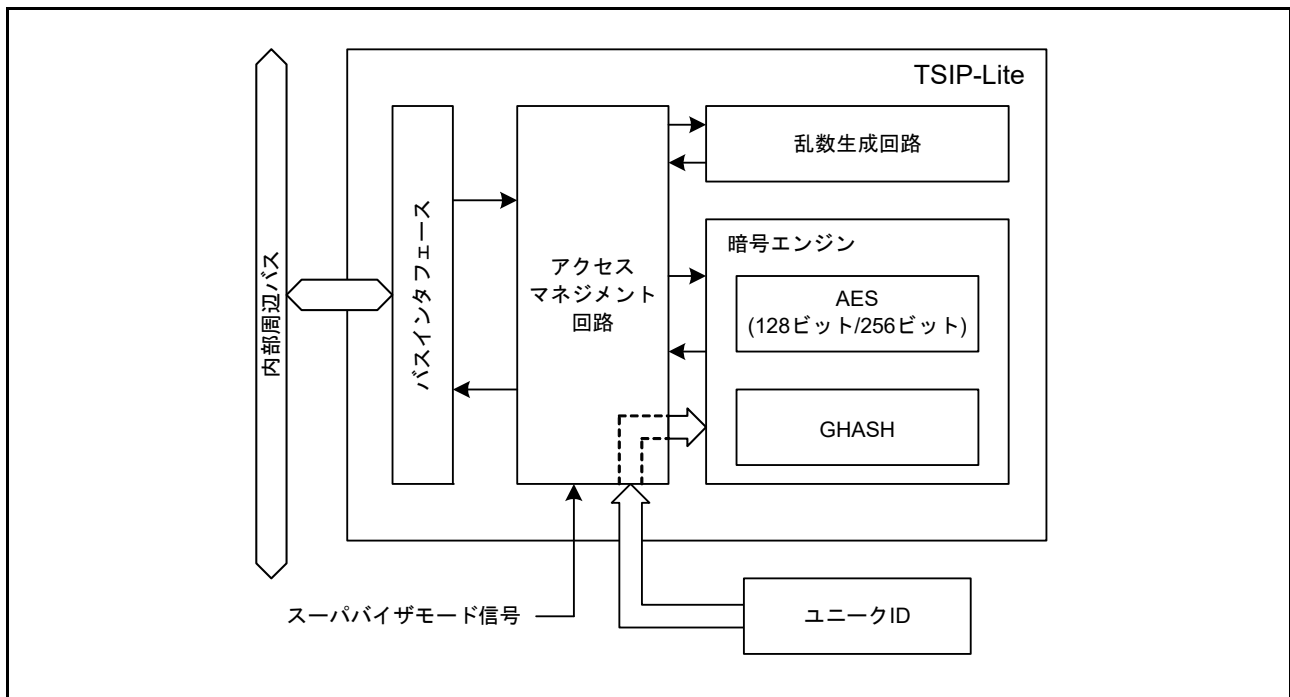 TSIP-Lite
内部周辺バス
バスインタフェース
アクセス
マネジメント
回路
乱数生成回路
暗号エンジン
AES
(128ビット/256ビット)
GHASH
スーパバイザモード信号
ユニークID